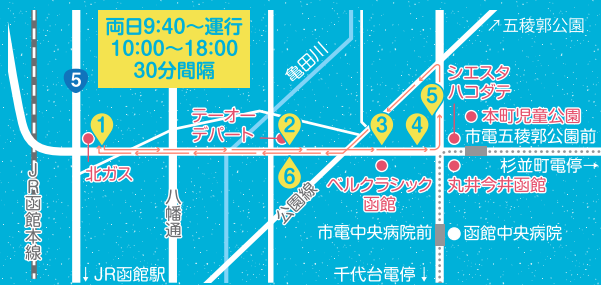 両日9:40〜運行
10:00〜18:00
30分間隔
↗五稜郭公園
亀田川
5
シエスタ
ハコダテ
5
1
テーオー
デパート
2
3
4
本町児童公園
市電五稜郭公園前
杉並町電停→
北ガス
6
ベルクラシック
函館
丸井今井函館
JR函館本線
八幡通
公園線
市電中央病院前
函館中央病院
↓JR函館駅
千代台電停↓